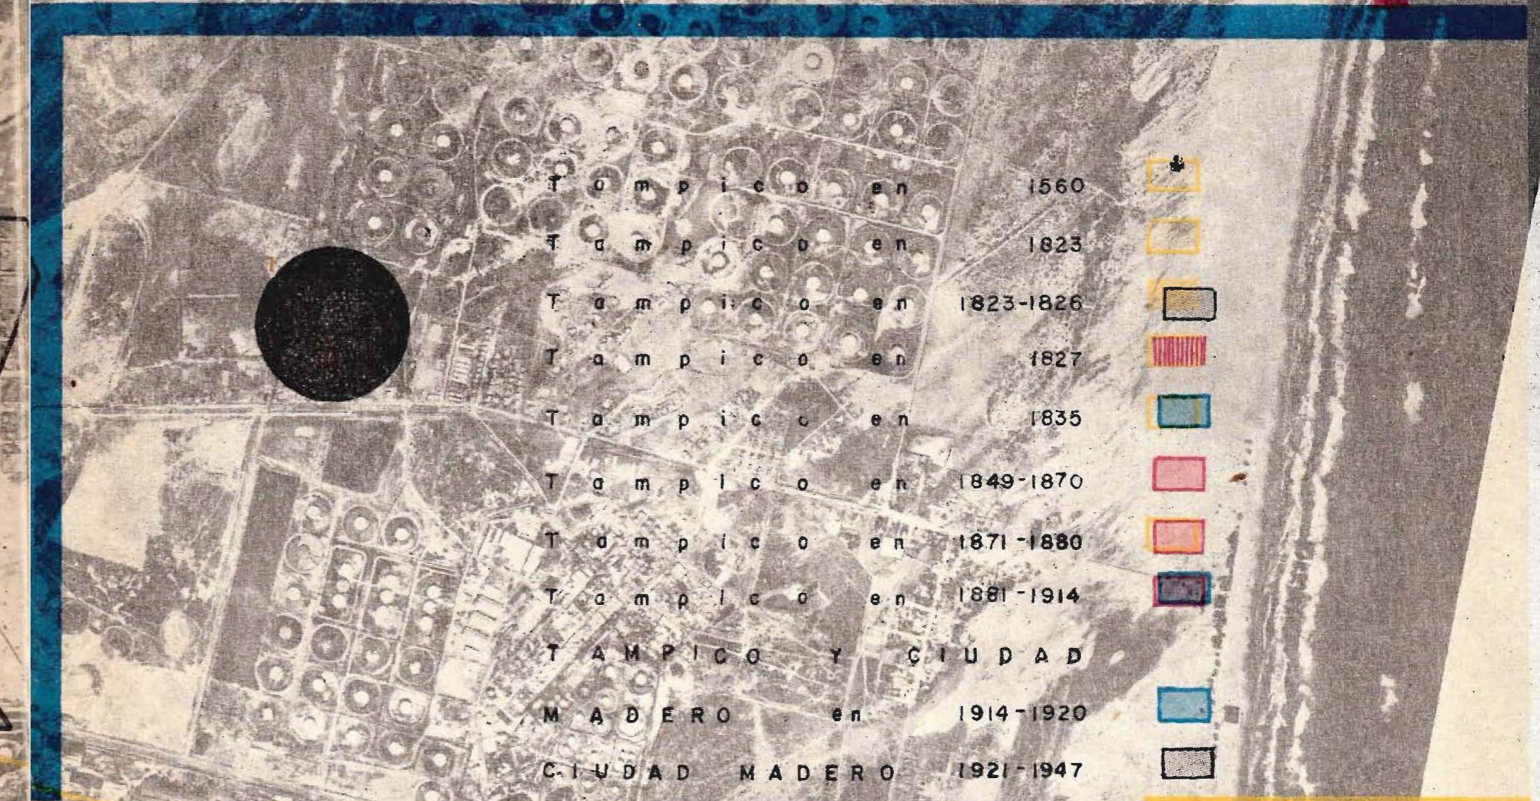 Tampico en 1560
Tampico en 1823
Tampico en 1823-1826
Tampico en 1827
Tampico en 1835
Tampico en 1849-1870
Tampico en 1871-1880
Tampico en 1881-1914
TAMPICO Y CIUDAD
MADERO en 1914-1920
CIUDAD MADERO 1921-1947